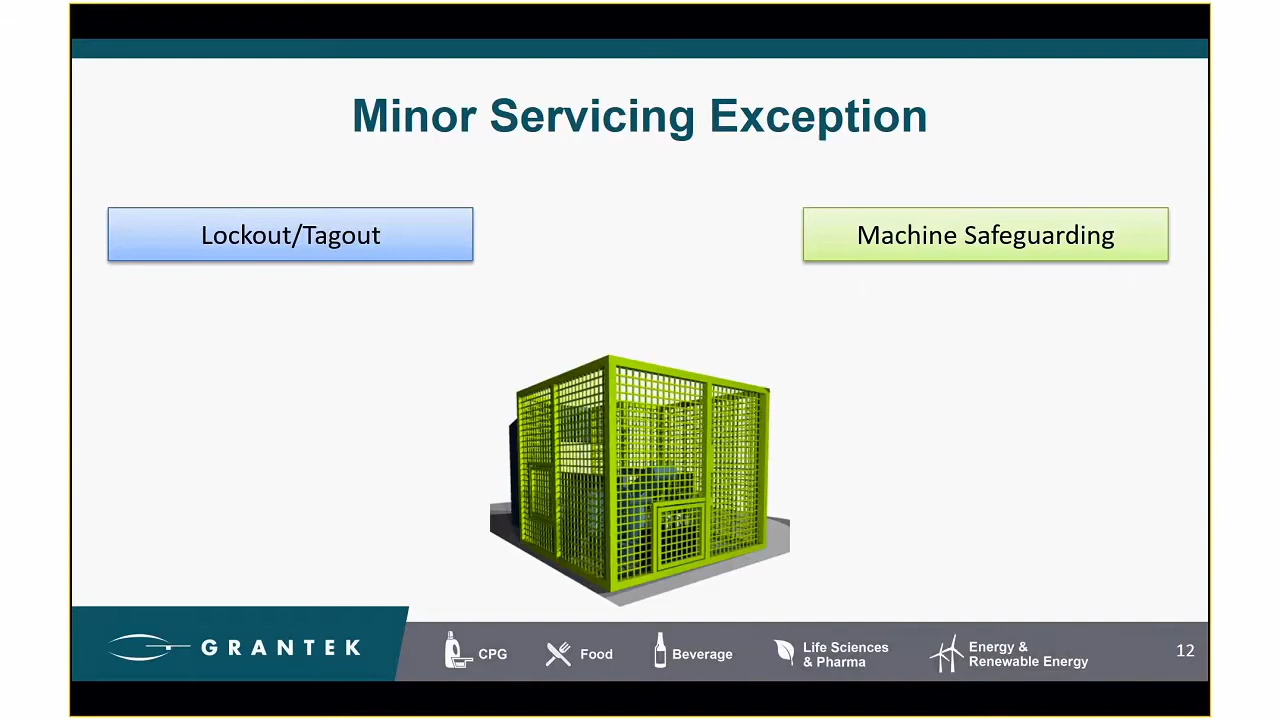 Minor Servicing Exception
Lockout/Tagout
Machine Safeguarding
GRANTEK
CPG
Food
Beverage
Life Sciences
& Pharma
Energy &
Renewable Energy
12